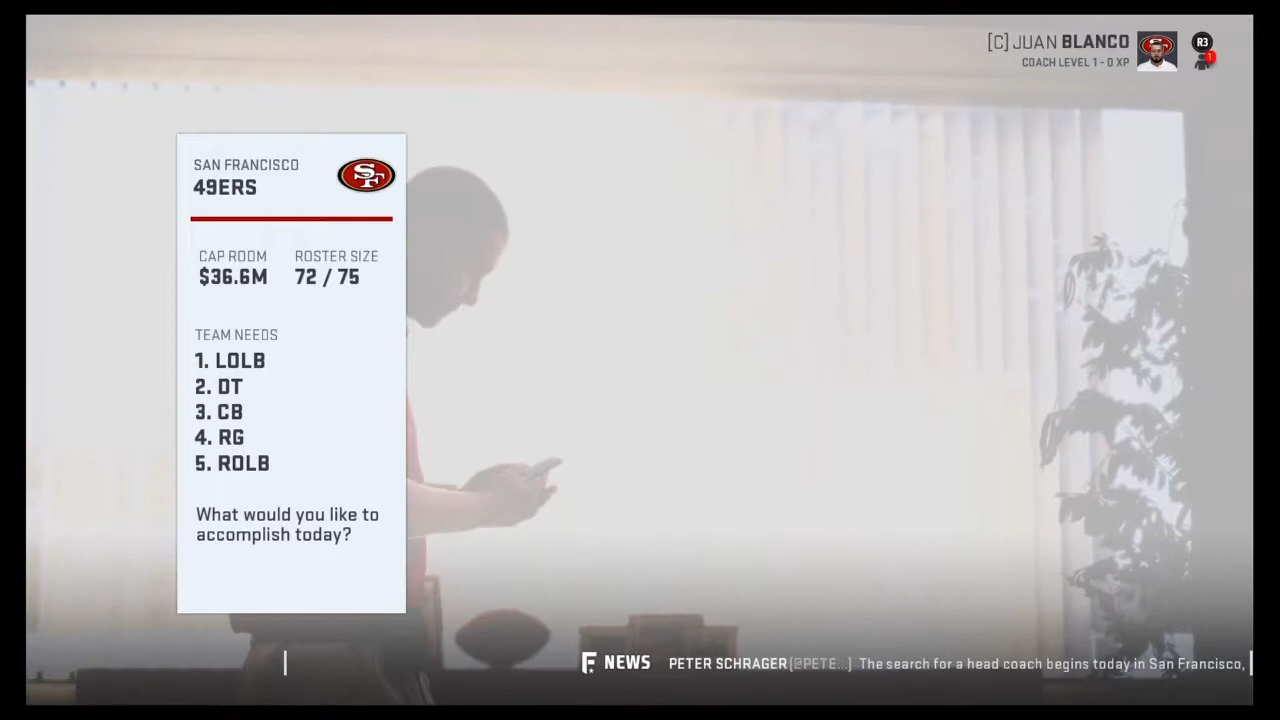 [C] JUAN BLANCO
COACH LEVEL 1 - 0 XP
R3
1
SAN FRANCISCO
49ERS
SF
CAP ROOM
$36.6M
ROSTER SIZE
72 / 75
TEAM NEEDS
1. LOLB
2. DT
3. CB
4. RG
5. ROLB
What would you like to
accomplish today?
NEWS PETER SCHRAGER [@PETE...] The search for a head coach begins today in San Francisco,